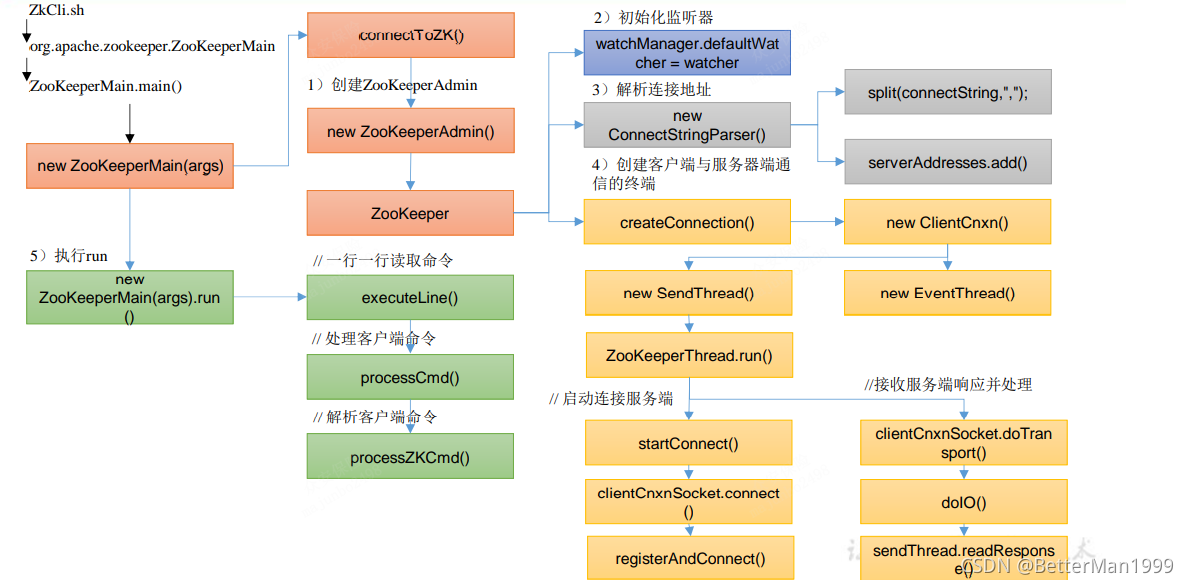 ZkCli.sh
org.apache.zookeeper.ZooKeeperMain
ZooKeeperMain.main()
new ZooKeeperMain(args)
5）执行run
new
ZooKeeperMain(args).run
()
connectToZK()
1）创建ZooKeeperAdmin
new ZooKeeperAdmin()
ZooKeeper
// 一行一行读取命令
executeLine()
// 处理客户端命令
processCmd()
// 解析客户端命令
processZKCmd()
2）初始化监听器
watchManager.defaultWat
cher = watcher
3）解析连接地址
new
ConnectStringParser()
split(connectString,",");
serverAddresses.add()
4）创建客户端与服务器端通
信的终端
createConnection()
new ClientCnxn()
new SendThread()
new EventThread()
ZooKeeperThread.run()
// 启动连接服务端
startConnect()
clientCnxnSocket.connect
()
registerAndConnect()
//接收服务端响应并处理
clientCnxnSocket.doTran
sport()
doIO()
sendThread.readRespons
e()
CSDN @BetterMan1999